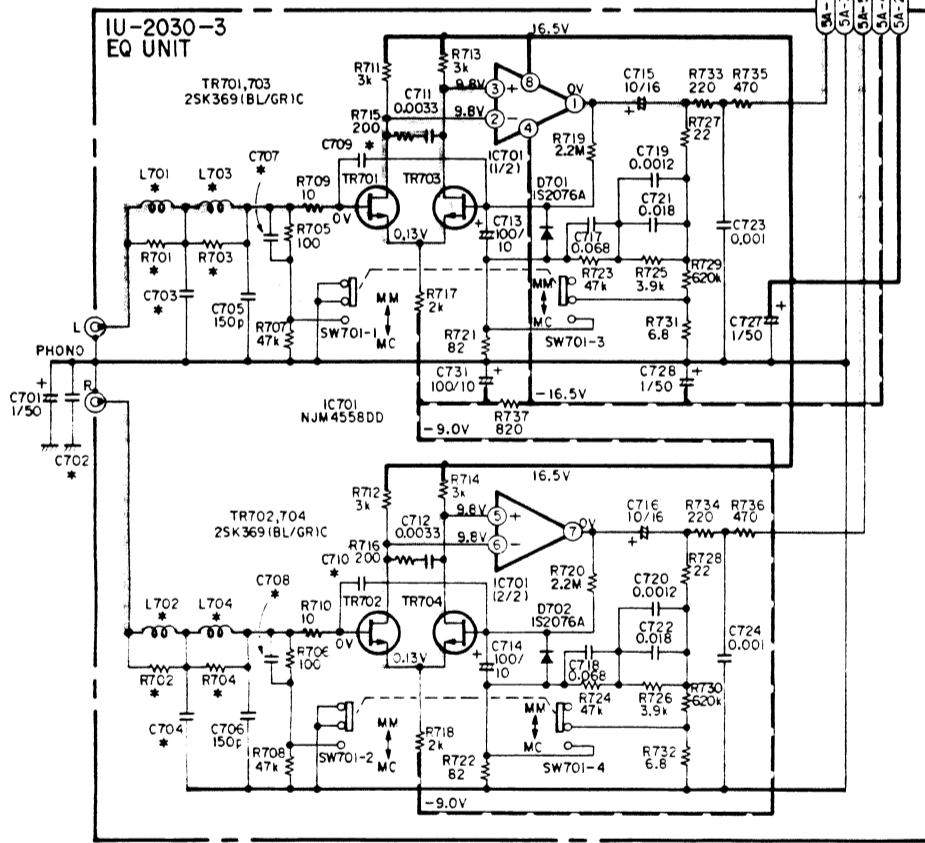 5A-
5A-
5A-
5A-
5A-2
1U-2030-3
EQ UNIT
TR701,703
2SK369(BL/GR)C
R711
3k
R713
3k
16.5V
9.8V
9.8V
3
+
2
−
8
4
1
0V
C711
0.0033
R715
200
*
C709
IC701
(1/2)
C715
10/16
+
R733
220
R735
470
R727
22
R719
2.2M
C719
0.0012
C721
0.018
D701
1S2076A
C707
*
L701
*
L703
*
R709
10
TR701
TR703
0V
0.13V
R705
100
+
C713
100/
10
C717
0.068
R723
47k
R725
3.9k
R729
620k
C723
0.001
R701
*
R703
*
C703
*
C705
150p
R707
47k
MM
MC
SW701-1
R717
2k
MM
MC
SW701-3
R721
82
R731
6.8
C727
1/50
+
L
PHONO
R
C701
1/50
+
C702
*
C731
100/10
+
C728
1/50
+
IC701
NJM4558DD
−16.5V
R737
820
−9.0V
16.5V
TR702,704
2SK369(BL/GR)C
R712
3k
R714
3k
9.8V
9.8V
5
+
6
−
7
0V
C712
0.0033
R716
200
C710
*
IC701
(2/2)
C716
10/16
+
R734
220
R736
470
R728
22
R720
2.2M
C720
0.0012
C722
0.018
D702
1S2076A
C708
*
L702
*
L704
*
R710
10
TR702
TR704
0V
0.13V
R706
100
+
C714
100/
10
C718
0.068
R724
47k
R726
3.9k
R730
620k
C724
0.001
R702
*
R704
*
C704
*
C706
150p
R708
47k
MM
MC
SW701-2
R718
2k
MM
MC
SW701-4
R722
82
R732
6.8
−9.0V